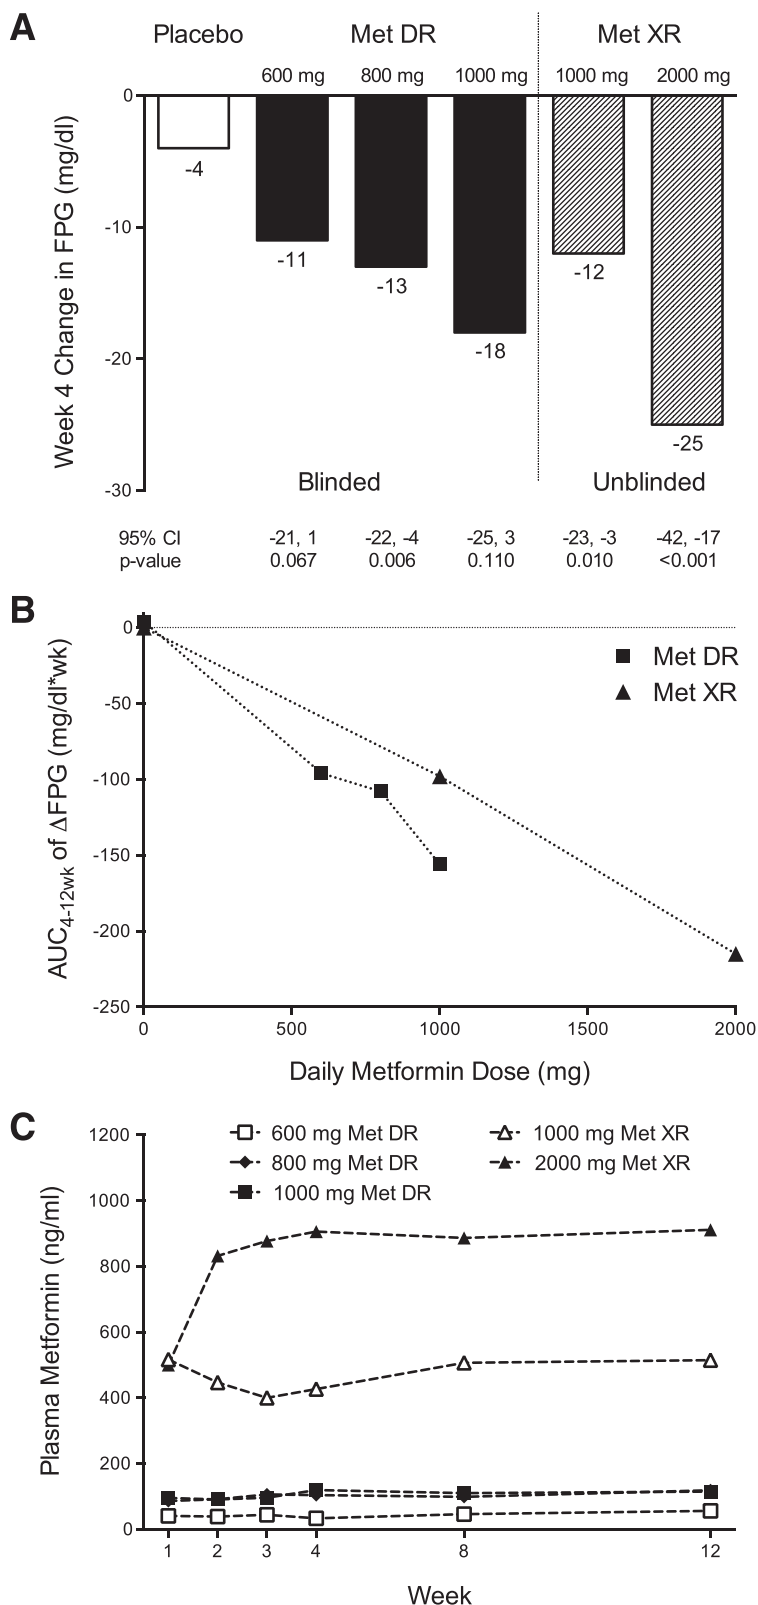 A
Placebo Met DR Met XR
600 mg 800 mg 1000 mg 1000 mg 2000 mg
Week 4 Change in FPG (mg/dl)
0
-10
-20
-30
-4
-11
-13
-18
-12
-25
Blinded Unblinded
95% CI -21, 1 -22, -4 -25, 3 -23, -3 -42, -17
p-value 0.067 0.006 0.110 0.010 <0.001
B
AUC4-12wk of ΔFPG (mg/dl*wk)
0
-50
-100
-150
-200
-250
Met DR
Met XR
0 500 1000 1500 2000
Daily Metformin Dose (mg)
C
Plasma Metformin (ng/ml)
1200
1000
800
600
400
200
0
600 mg Met DR 1000 mg Met XR
800 mg Met DR 2000 mg Met XR
1000 mg Met DR
1 2 3 4 8 12
Week